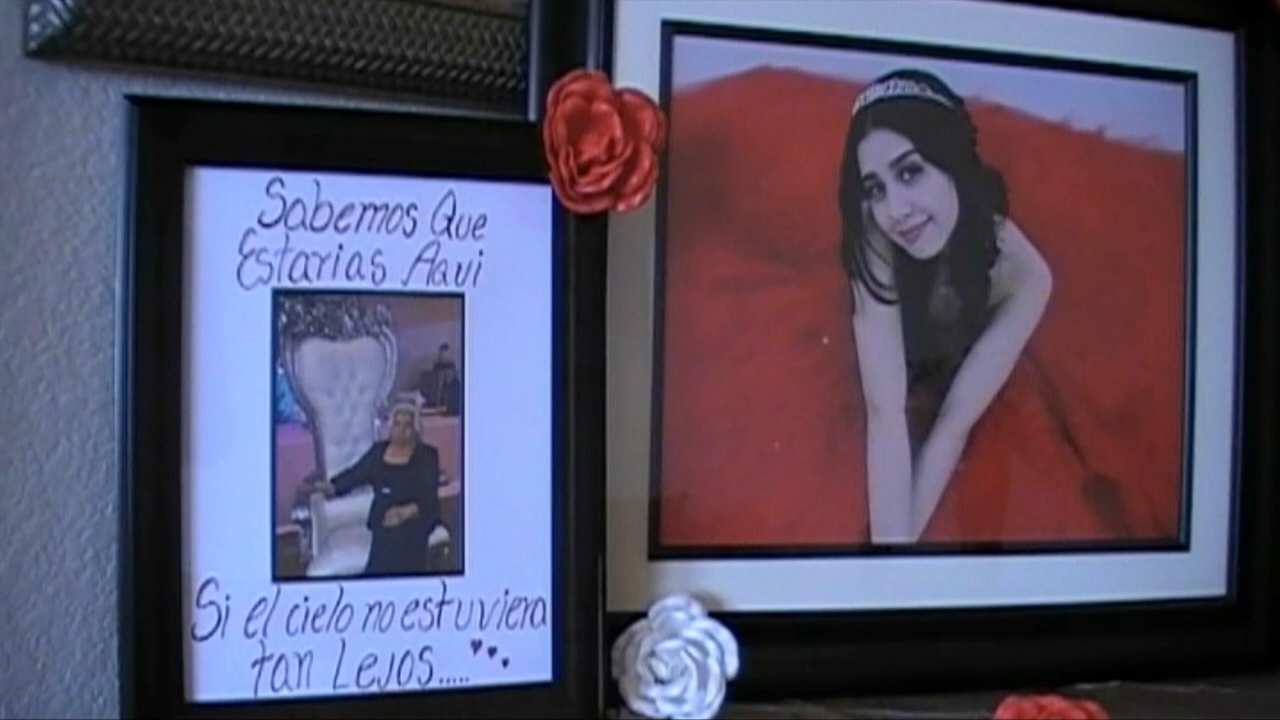 Sabemos Que
Estarias Aqui
Si el cielo no estuviera
tan Lejos.....